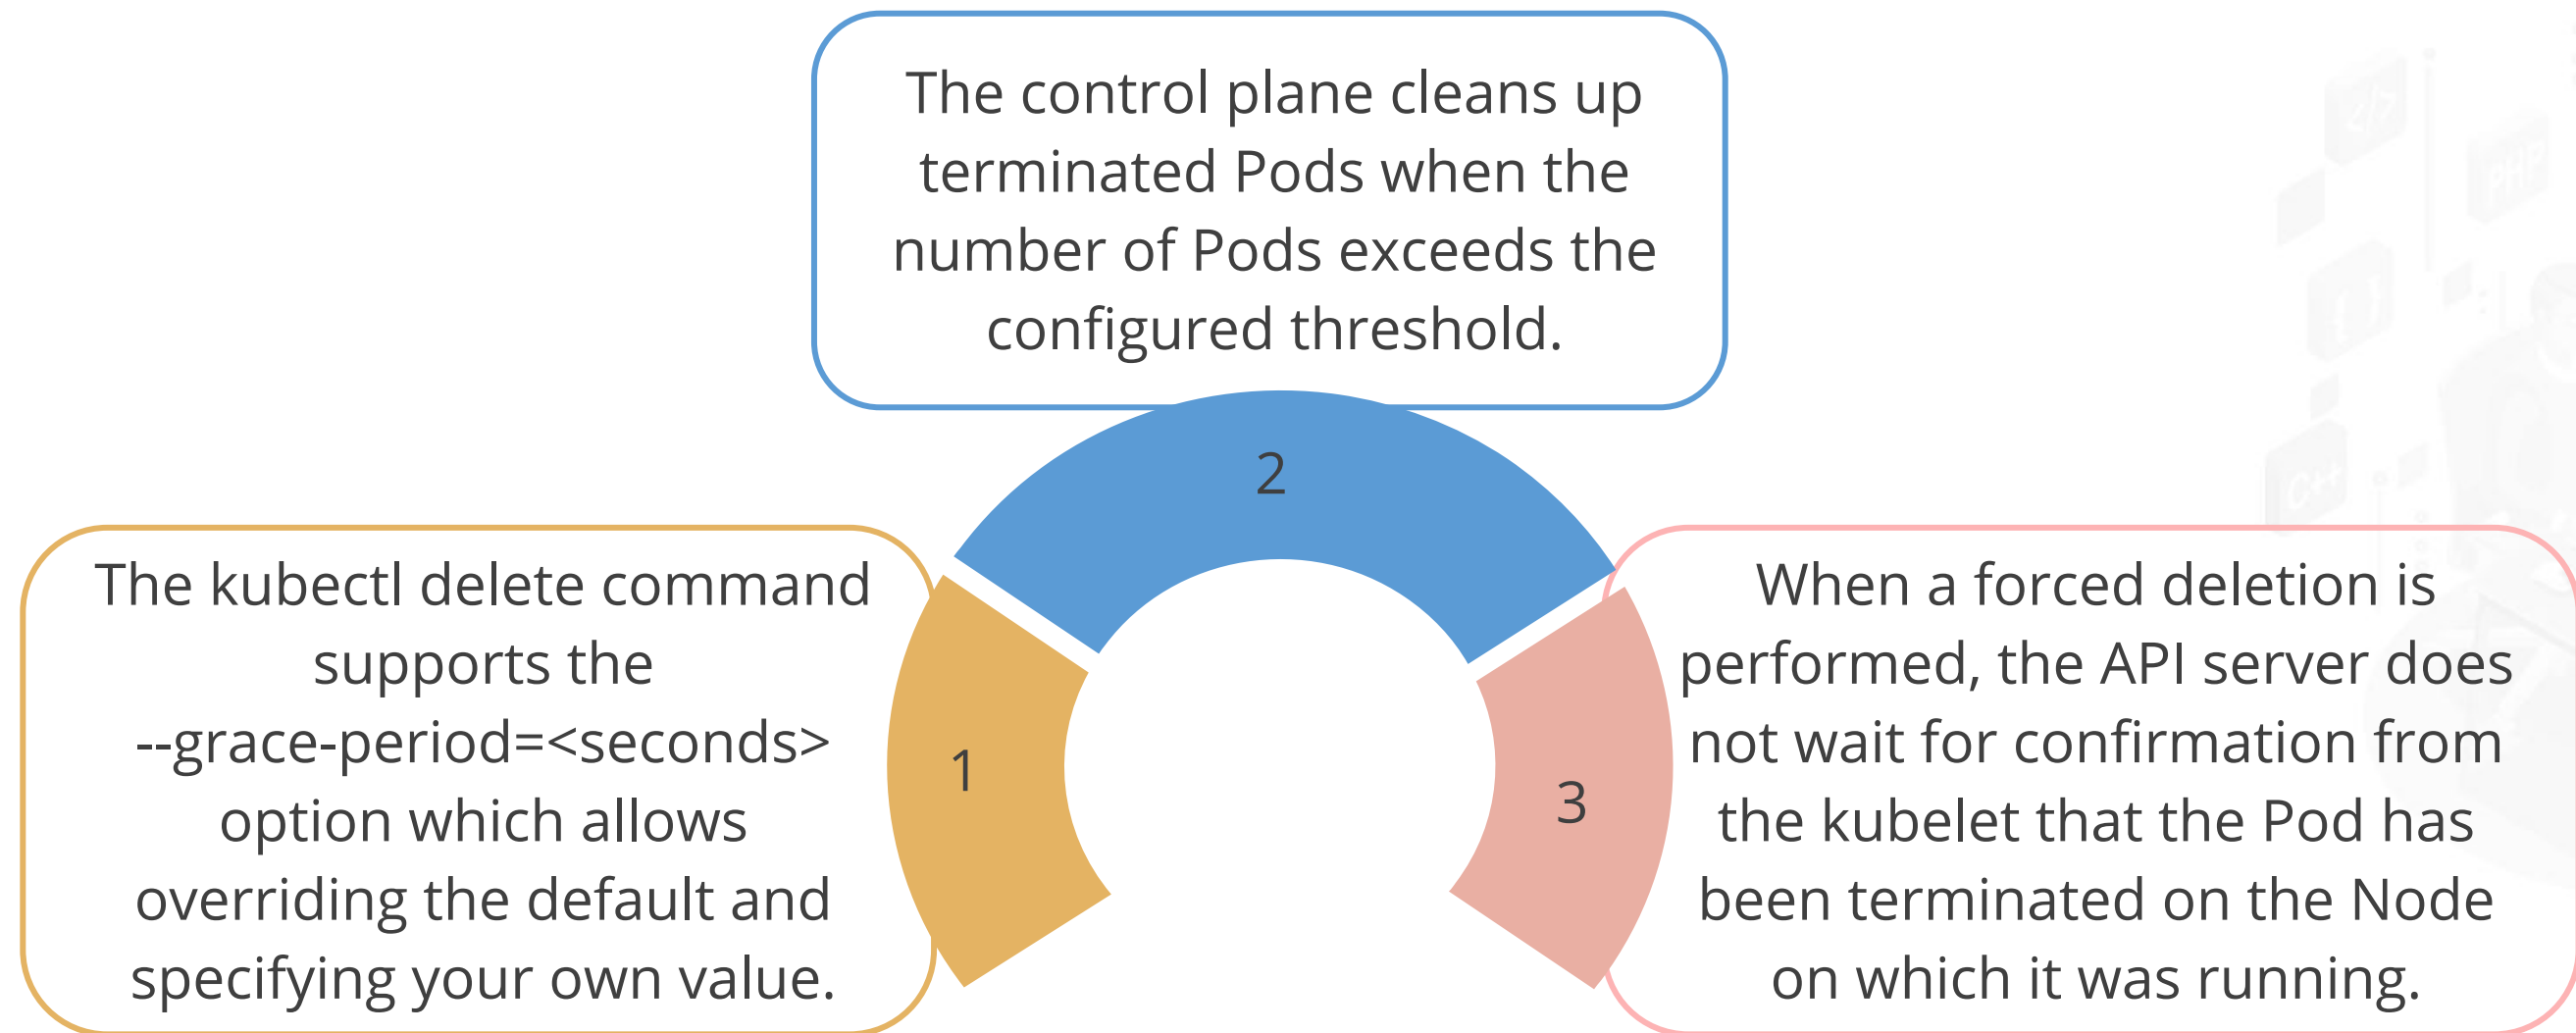 The control plane cleans up
terminated Pods when the
number of Pods exceeds the
configured threshold.
2
The kubectl delete command
supports the
--grace-period=<seconds>
option which allows
overriding the default and
specifying your own value.
1
When a forced deletion is
performed, the API server does
not wait for confirmation from
the kubelet that the Pod has
been terminated on the Node
on which it was running.
3
</>
PHP
{ }
C++